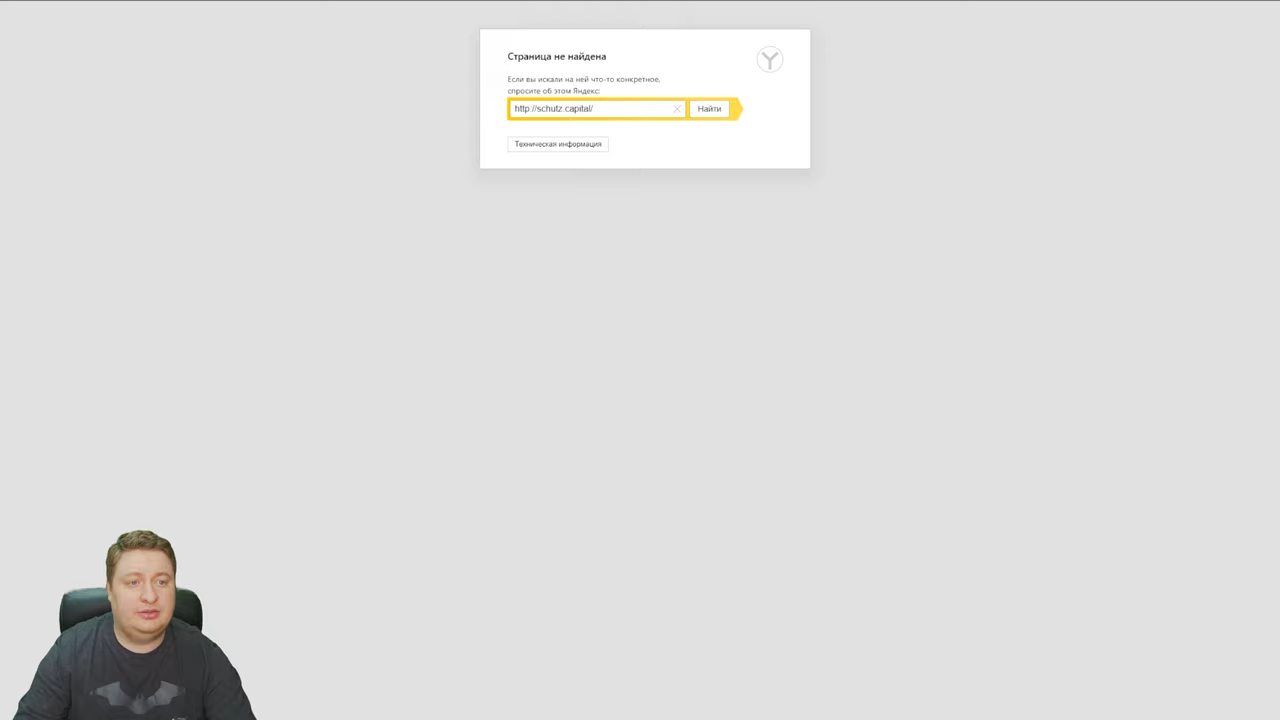 Страница не найдена
Если вы искали на ней что-то конкретное,
спросите об этом Яндекс:
http://schutz.capital/
Найти
Техническая информация